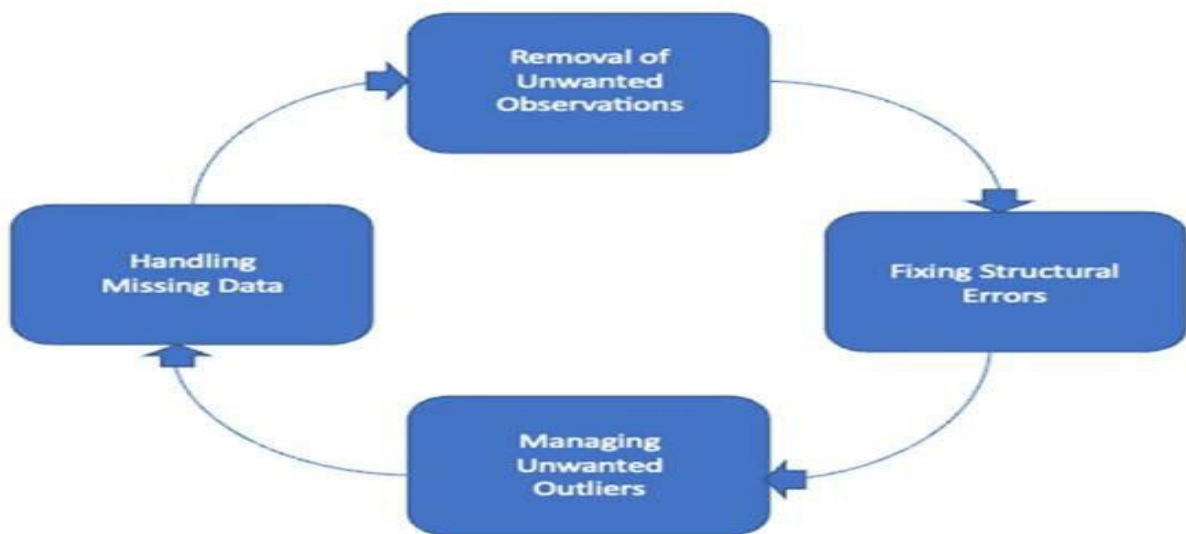 Removal of
Unwanted
Observations
Handling
Missing Data
Fixing Structural
Errors
Managing
Unwanted
Outliers